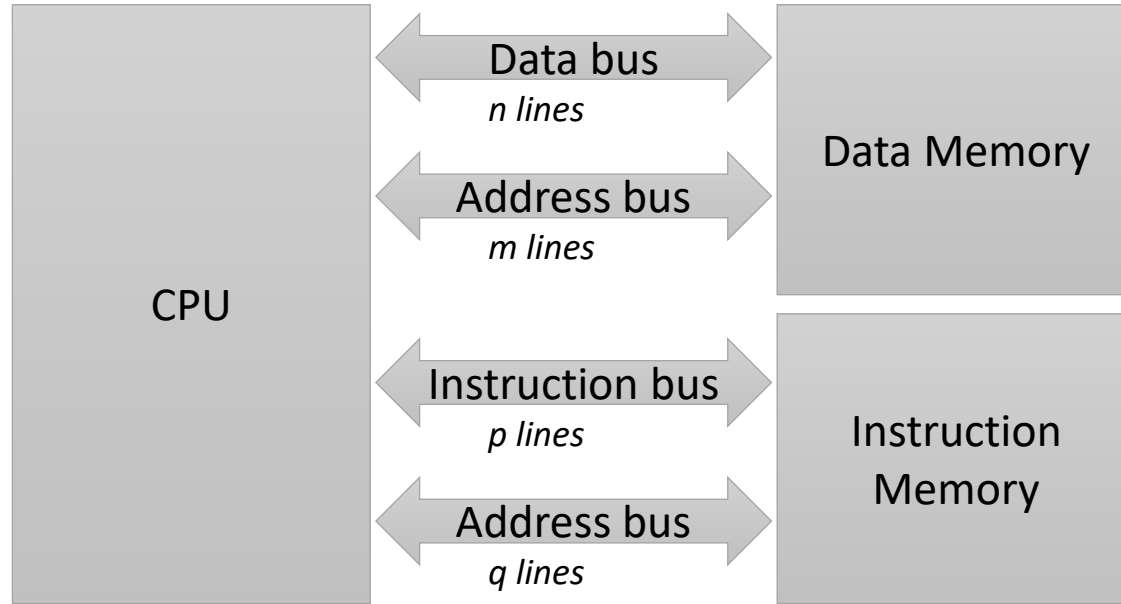 CPU
Data bus
n lines
Address bus
m lines
Data Memory
Instruction bus
p lines
Address bus
q lines
Instruction
Memory